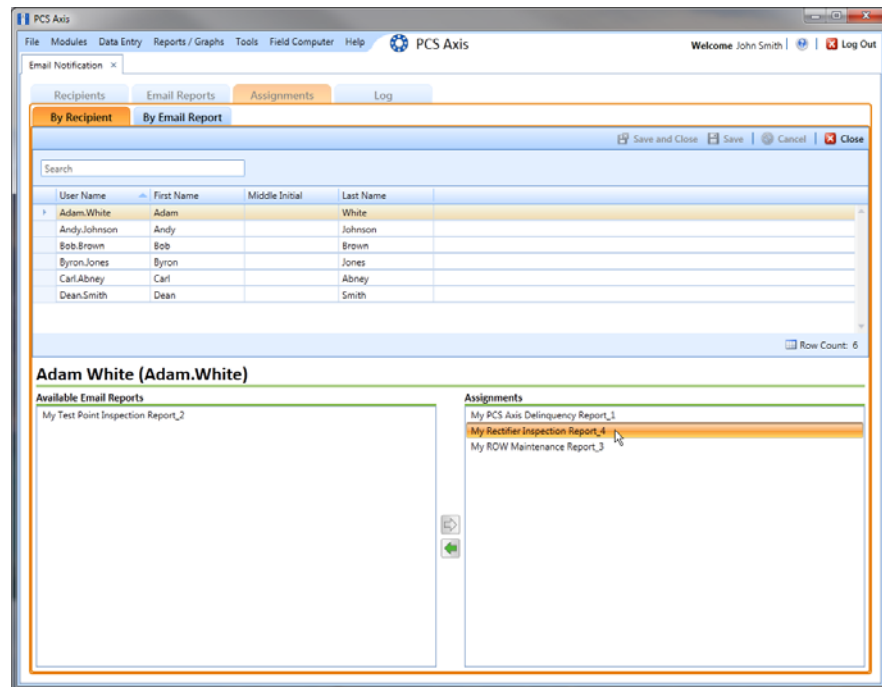 PCS Axis
File Modules Data Entry Reports / Graphs Tools Field Computer Help PCS Axis Welcome John Smith | | Log Out
Email Notification ×
Recipients Email Reports Assignments Log
By Recipient By Email Report
Save and Close Save | Cancel | Close
Search
User Name First Name Middle Initial Last Name
Adam.White Adam White
Andy.Johnson Andy Johnson
Bob.Brown Bob Brown
Byron.Jones Byron Jones
Carl.Abney Carl Abney
Dean.Smith Dean Smith
Row Count: 6
Adam White (Adam.White)
Available Email Reports Assignments
My Test Point Inspection Report_2 My PCS Axis Delinquency Report_1
My Rectifier Inspection Report_4
My ROW Maintenance Report_3